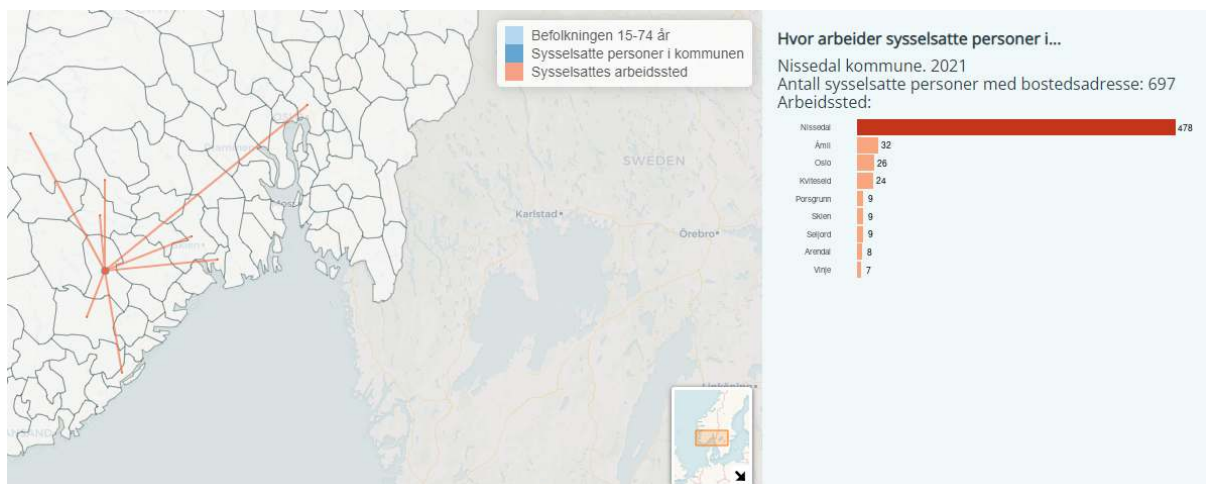 Befolkningen 15-74 år
Sysselsatte personer i kommunen
Sysselsattes arbeidssted
SWEDEN
Karlstad
Örebro
Hvor arbeider sysselsatte personer i...
Nissedal kommune. 2021
Antall sysselsatte personer med bostedsadresse: 697
Arbeidssted:
Nissedal 478
Åmli 32
Oslo 26
Kviteseid 24
Porsgrunn 9
Skien 9
Seljord 9
Arendal 8
Vinje 7